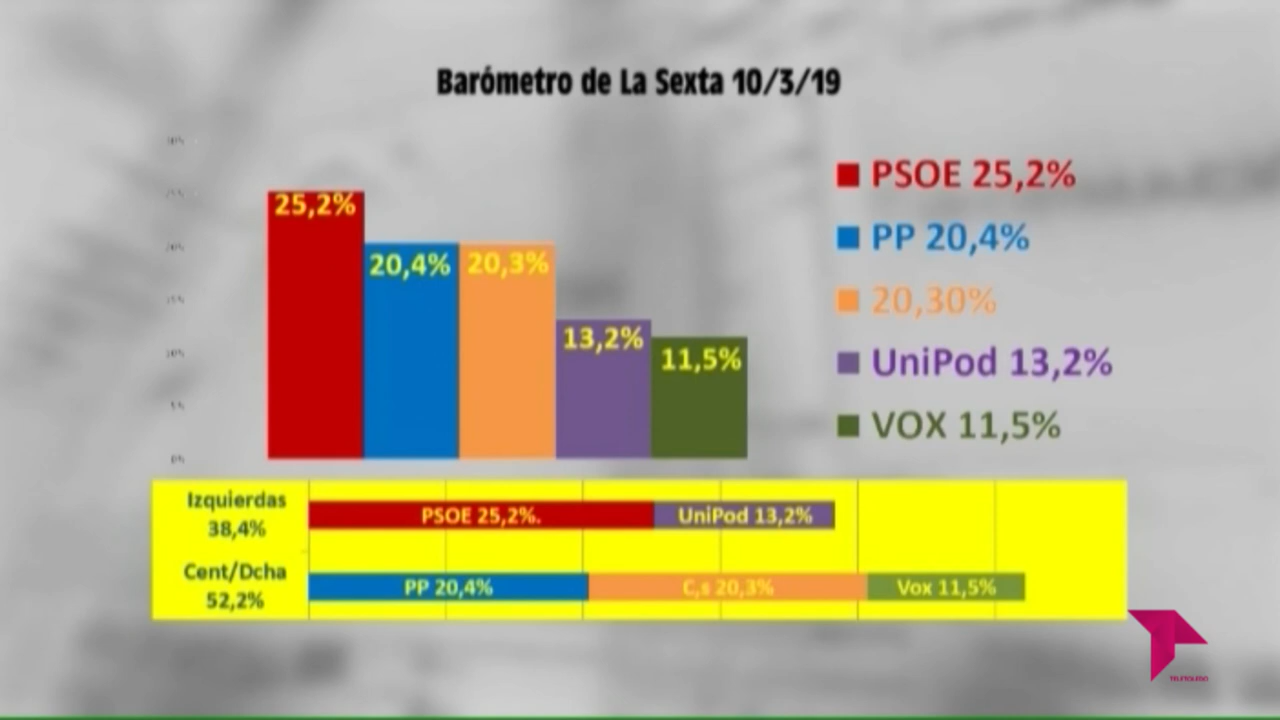 Barómetro de La Sexta 10/3/19
25,2%
20,4%
20,3%
13,2%
11,5%
PSOE 25,2%
PP 20,4%
20,30%
UniPod 13,2%
VOX 11,5%
Izquierdas
38,4%
PSOE 25,2%.
UniPod 13,2%
Cent/Dcha
52,2%
PP 20,4%
C,s 20,3%
Vox 11,5%